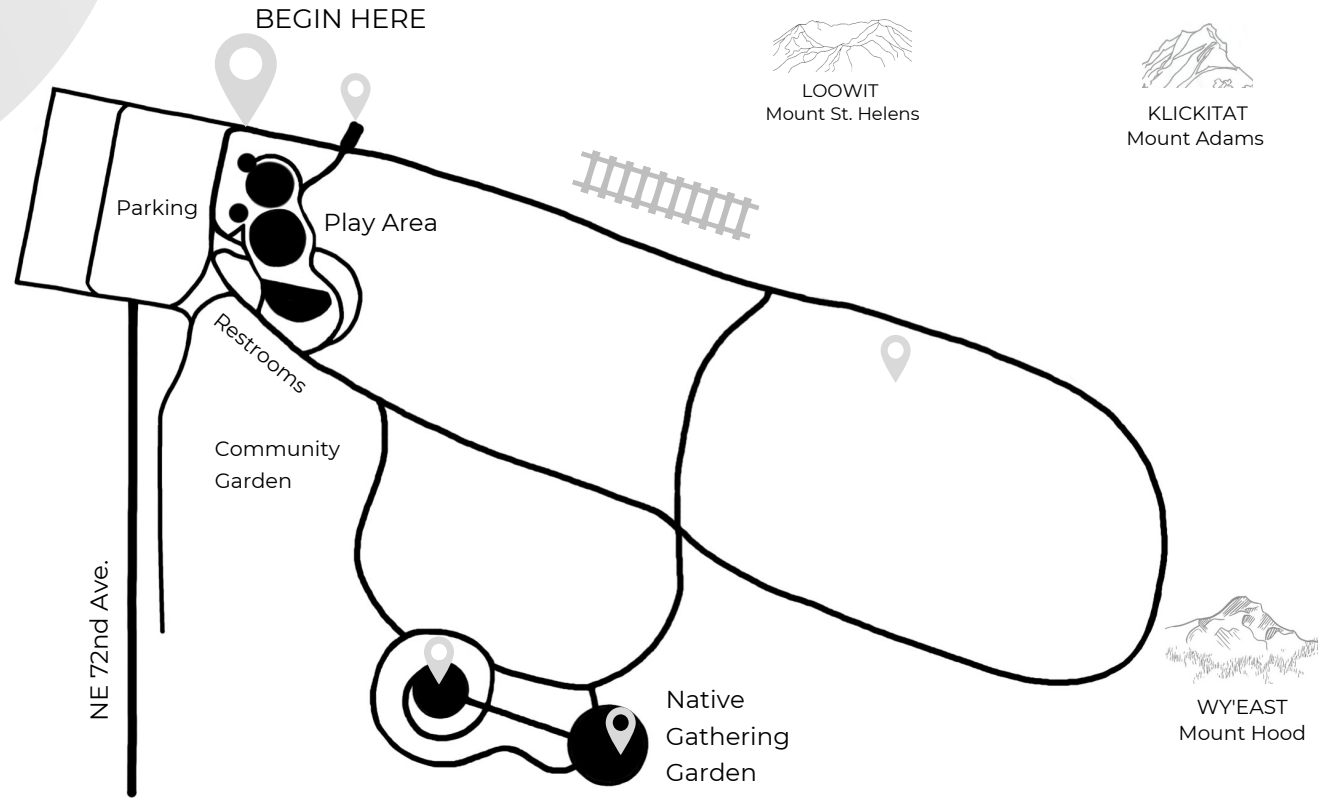 BEGIN HERE
LOOWIT
Mount St. Helens
KLICKITAT
Mount Adams
Parking
Play Area
Restrooms
Community
Garden
NE 72nd Ave.
Native
Gathering
Garden
WY'EAST
Mount Hood